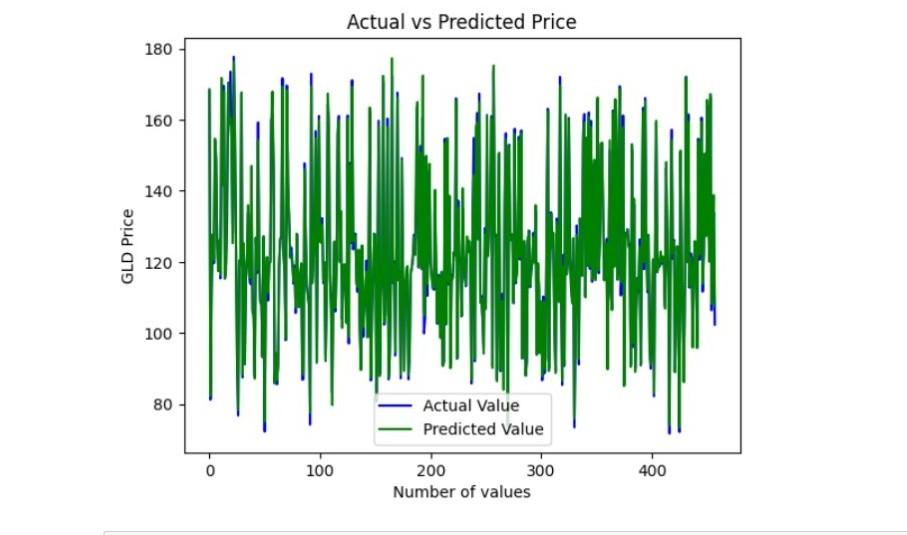 Actual vs Predicted Price
180
160
140
120
100
80
GLD Price
Actual Value
Predicted Value
0 100 200 300 400
Number of values